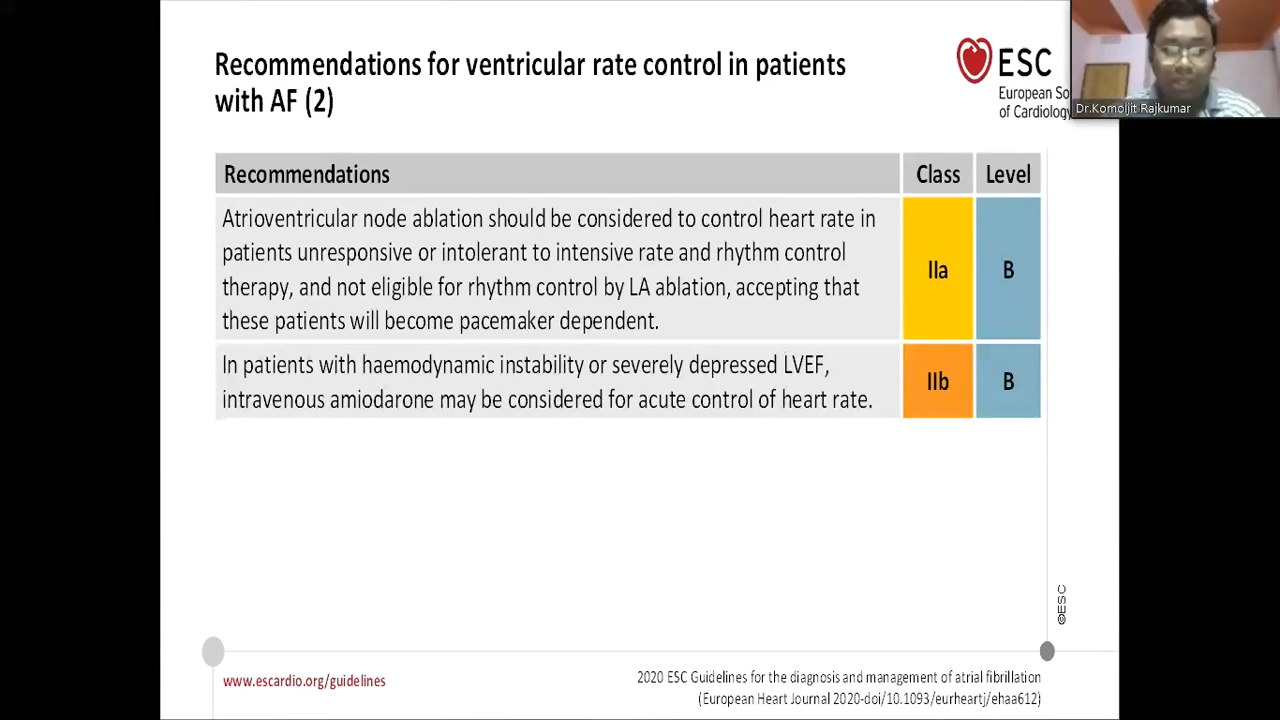 Recommendations for ventricular rate control in patients
with AF (2)
ESC
European So
of Cardiology
Dr.Komoljit Rajkumar
Recommendations Class Level
Atrioventricular node ablation should be considered to control heart rate in
patients unresponsive or intolerant to intensive rate and rhythm control
therapy, and not eligible for rhythm control by LA ablation, accepting that
these patients will become pacemaker dependent.
IIa B
In patients with haemodynamic instability or severely depressed LVEF,
intravenous amiodarone may be considered for acute control of heart rate.
IIb B
©ESC
www.escardio.org/guidelines
2020 ESC Guidelines for the diagnosis and management of atrial fibrillation
(European Heart Journal 2020-doi/10.1093/eurheartj/ehaa612)